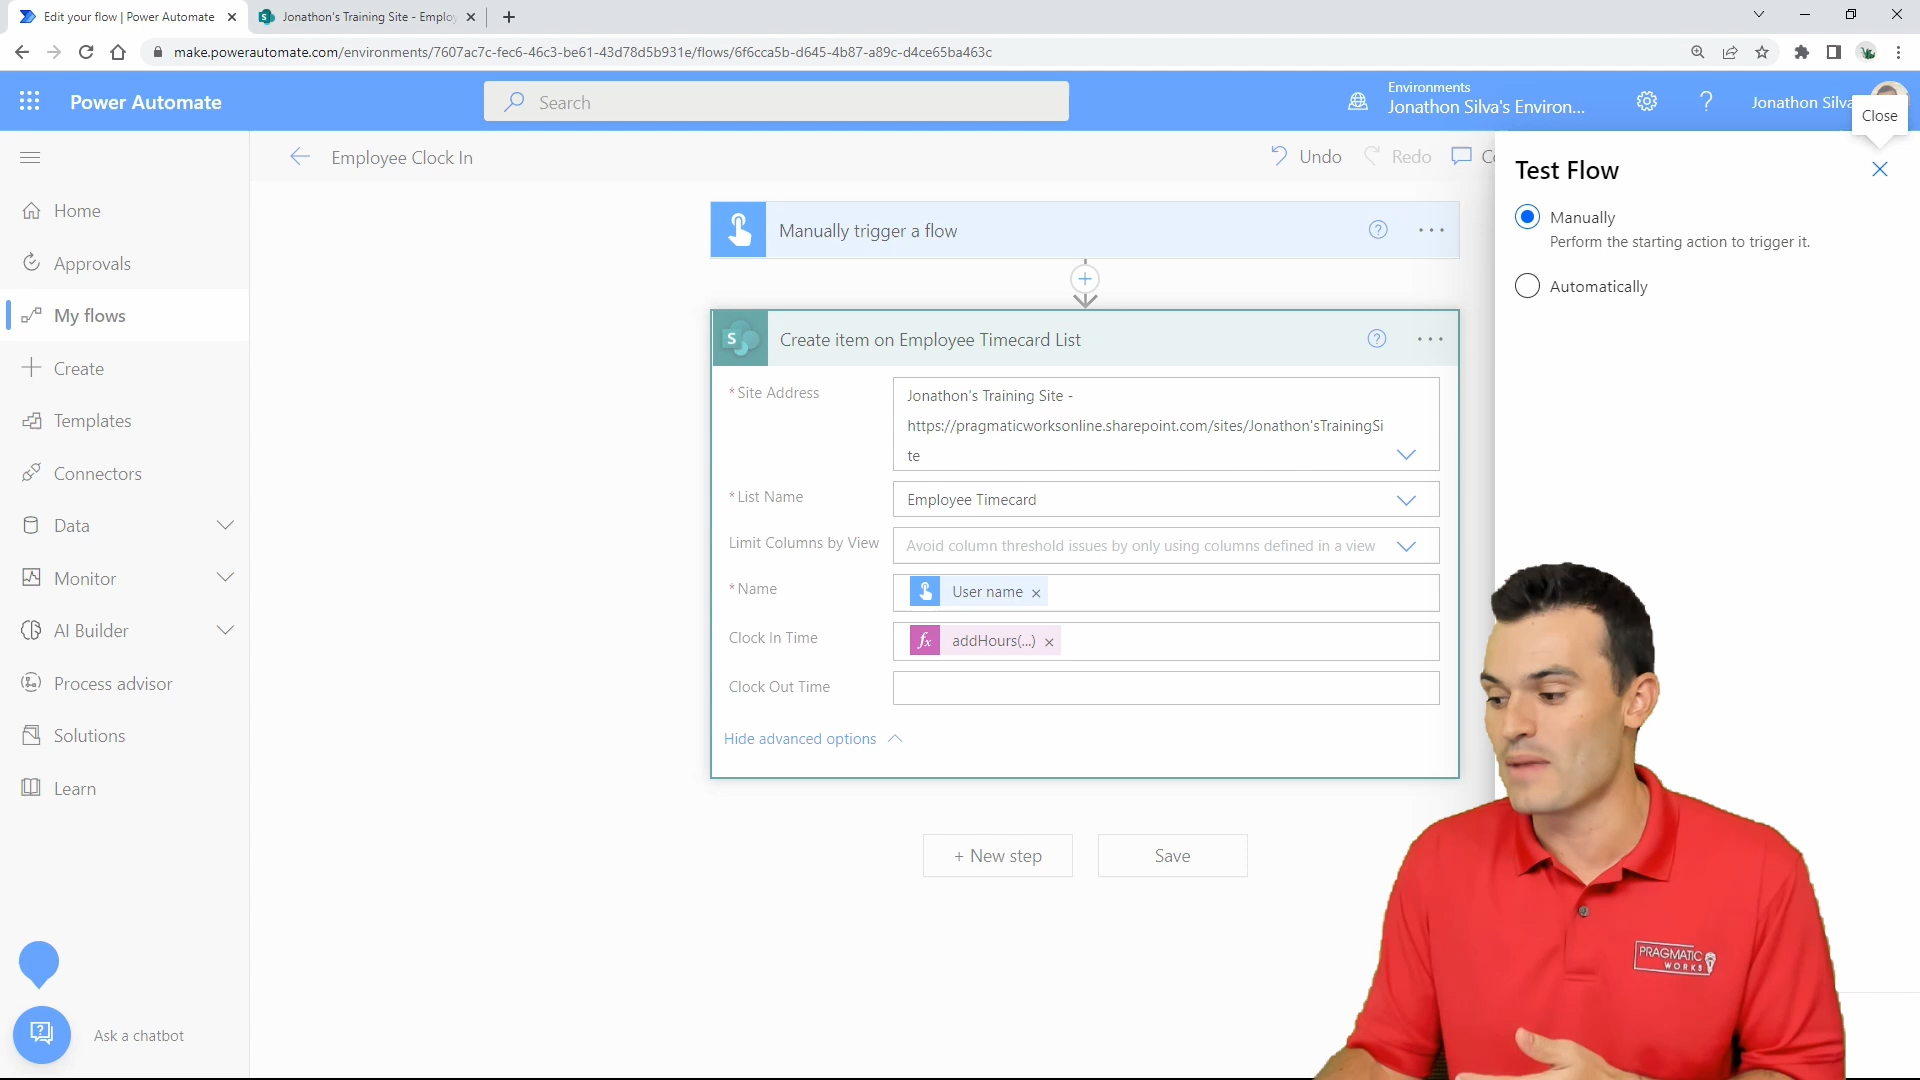 Edit your flow | Power Automate
Jonathon's Training Site - Employ
make.powerautomate.com/environments/7607ac7c-fec6-46c3-be61-43d78d5b931e/flows/6f6cca5b-d645-4b87-a89c-d4ce65ba463c
Power Automate
Search
Environments
Jonathon Silva's Environ...
?
Jonathon Silva
Close
Employee Clock In
Undo
Redo
Test Flow
Manually
Perform the starting action to trigger it.
Automatically
Home
Approvals
My flows
Create
Templates
Connectors
Data
Monitor
AI Builder
Process advisor
Solutions
Learn
Ask a chatbot
Manually trigger a flow
Create item on Employee Timecard List
* Site Address
Jonathon's Training Site -
https://pragmaticworksonline.sharepoint.com/sites/Jonathon'sTrainingSi
te
* List Name
Employee Timecard
Limit Columns by View
Avoid column threshold issues by only using columns defined in a view
* Name
User name
Clock In Time
fx addHours(...)
Clock Out Time
Hide advanced options
+ New step
Save
PRAGMATIC
WORKS